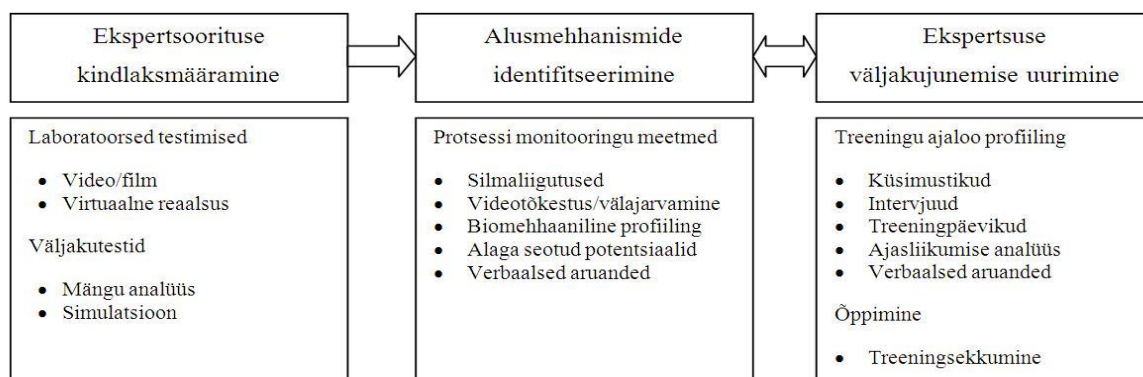 Ekspertsoorituse
kindlaksmääramine
Alusmehhanismide
identifitseerimine
Ekspertsuse
väljakujunemise uurimine
Laboratoorsed testimised
● Video/film
● Virtuaalne reaalsus
Väljakutestid
● Mängu analüüs
● Simulatsioon
Protsessi monitooringu meetmed
● Silmaliigutused
● Videotõkestus/välajarvamine
● Biomehhaaniline profiiling
● Alaga seotud potentsiaalid
● Verbaalsed aruanded
Treeningu ajaloo profiiling
● Küsimustikud
● Intervjuud
● Treeningpäevikud
● Ajasliikumise analüüs
● Verbaalsed aruanded
Õppimine
● Treeningsekkumine